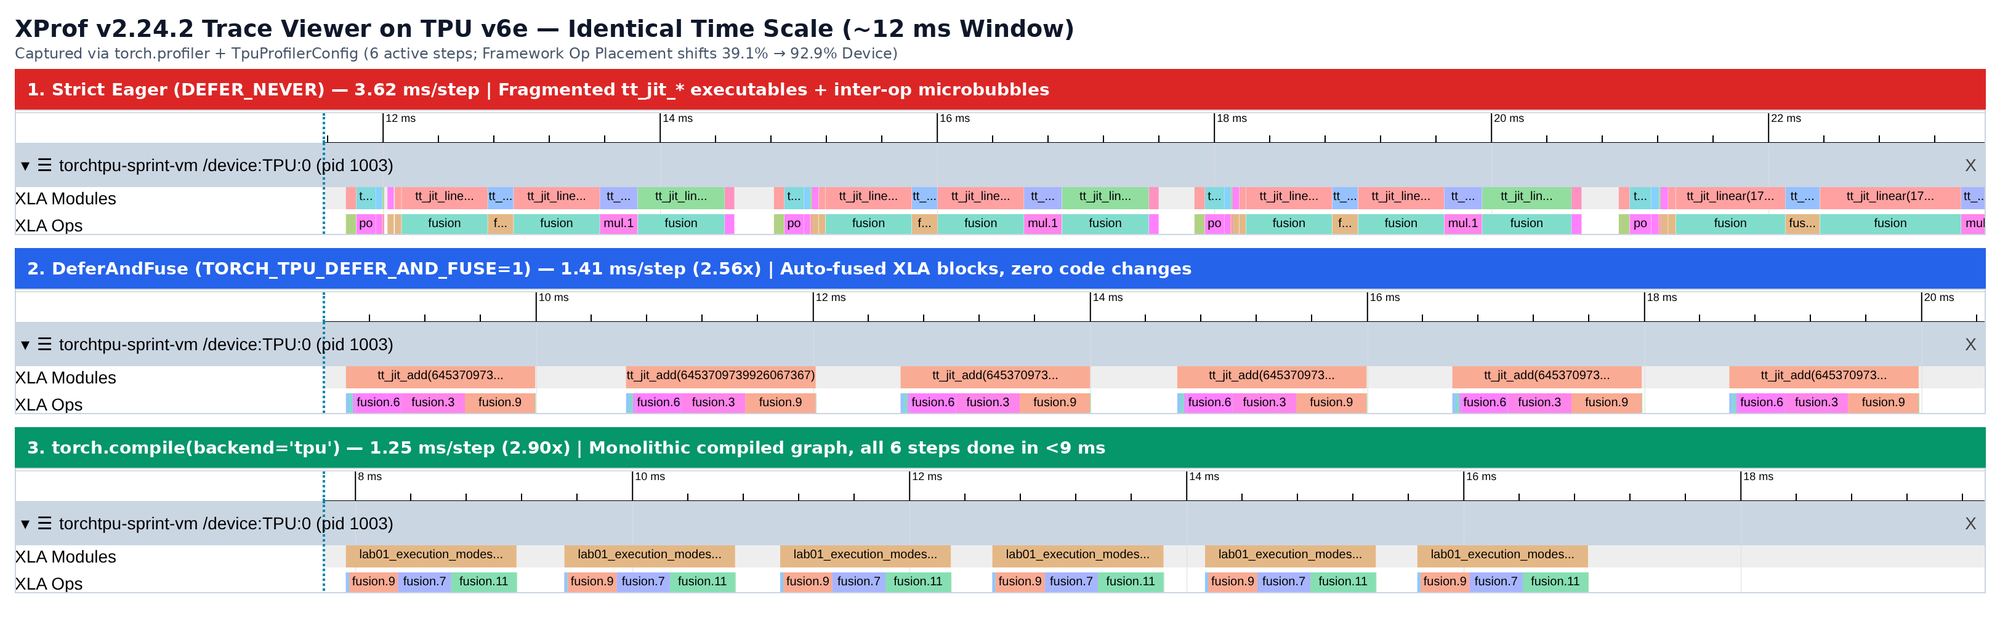 XProf v2.24.2 Trace Viewer on TPU v6e — Identical Time Scale (~12 ms Window)
Captured via torch.profiler + TpuProfilerConfig (6 active steps; Framework Op Placement shifts 39.1% → 92.9% Device)
1. Strict Eager (DEFER_NEVER) — 3.62 ms/step | Fragmented tt_jit_* executables + inter-op microbubbles
12 ms 14 ms 16 ms 18 ms 20 ms 22 ms
▼ ☰ torchtpu-sprint-vm /device:TPU:0 (pid 1003) X
XLA Modules t... tt_jit_line... tt_... tt_jit_line... tt_... tt_jit_lin... t... tt_jit_line... tt_... tt_jit_line... tt_... tt_jit_lin... t... tt_jit_line... tt_... tt_jit_line... tt_... tt_jit_lin... t... tt_jit_linear(17... tt_... tt_jit_linear(17... tt_...
XLA Ops po fusion f... fusion mul.1 fusion po fusion f... fusion mul.1 fusion po fusion f... fusion mul.1 fusion po fusion fus... fusion mul
2. DeferAndFuse (TORCH_TPU_DEFER_AND_FUSE=1) — 1.41 ms/step (2.56x) | Auto-fused XLA blocks, zero code changes
10 ms 12 ms 14 ms 16 ms 18 ms 20 ms
▼ ☰ torchtpu-sprint-vm /device:TPU:0 (pid 1003) X
XLA Modules tt_jit_add(645370973... tt_jit_add(6453709739926067367) tt_jit_add(645370973... tt_jit_add(645370973... tt_jit_add(645370973... tt_jit_add(645370973...
XLA Ops fusion.6 fusion.3 fusion.9 fusion.6 fusion.3 fusion.9 fusion.6 fusion.3 fusion.9 fusion.6 fusion.3 fusion.9 fusion.6 fusion.3 fusion.9 fusion.6 fusion.3 fusion.9
3. torch.compile(backend='tpu') — 1.25 ms/step (2.90x) | Monolithic compiled graph, all 6 steps done in <9 ms
8 ms 10 ms 12 ms 14 ms 16 ms 18 ms
▼ ☰ torchtpu-sprint-vm /device:TPU:0 (pid 1003) X
XLA Modules lab01_execution_modes... lab01_execution_modes... lab01_execution_modes... lab01_execution_modes... lab01_execution_modes... lab01_execution_modes...
XLA Ops fusion.9 fusion.7 fusion.11 fusion.9 fusion.7 fusion.11 fusion.9 fusion.7 fusion.11 fusion.9 fusion.7 fusion.11 fusion.9 fusion.7 fusion.11 fusion.9 fusion.7 fusion.11